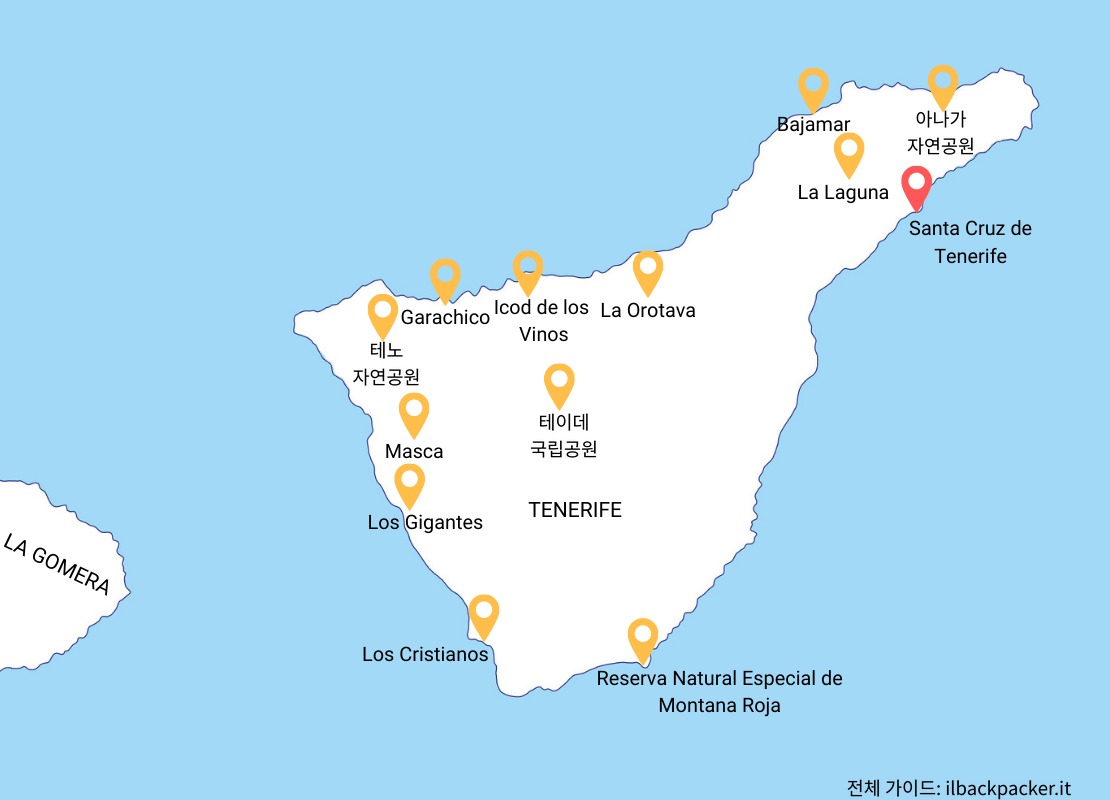 Bajamar
아나가
자연공원
La Laguna
Santa Cruz de
Tenerife
Garachico
Icod de los
Vinos
La Orotava
테노
자연공원
테이데
국립공원
Masca
TENERIFE
Los Gigantes
LA GOMERA
Los Cristianos
Reserva Natural Especial de
Montana Roja
전체 가이드: ilbackpacker.it